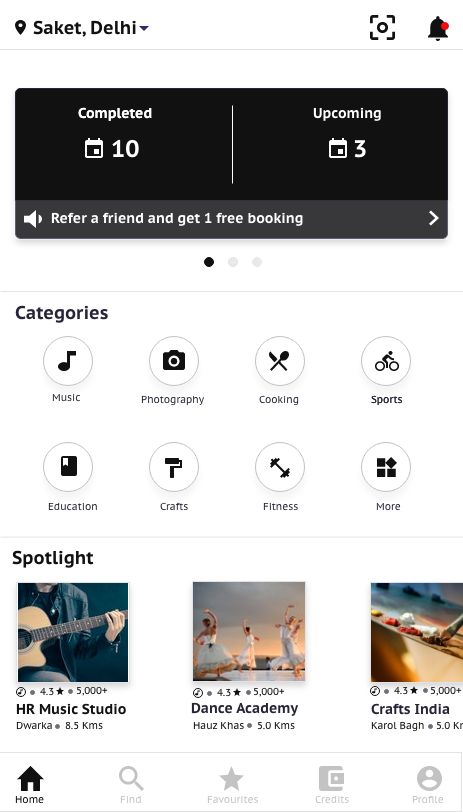 Saket, Delhi
Completed
Upcoming
10
3
Refer a friend and get 1 free booking
Categories
Music
Photography
Cooking
Sports
Education
Crafts
Fitness
More
Spotlight
4.3★ 5,000+
4.3★ 5,000+
4.3★ 5,000+
HR Music Studio
Dance Academy
Crafts India
Dwarka 8.5 Kms
Hauz Khas 5.0 Kms
Karol Bagh 5.0
Home
Find
Favourites
Credits
Profile